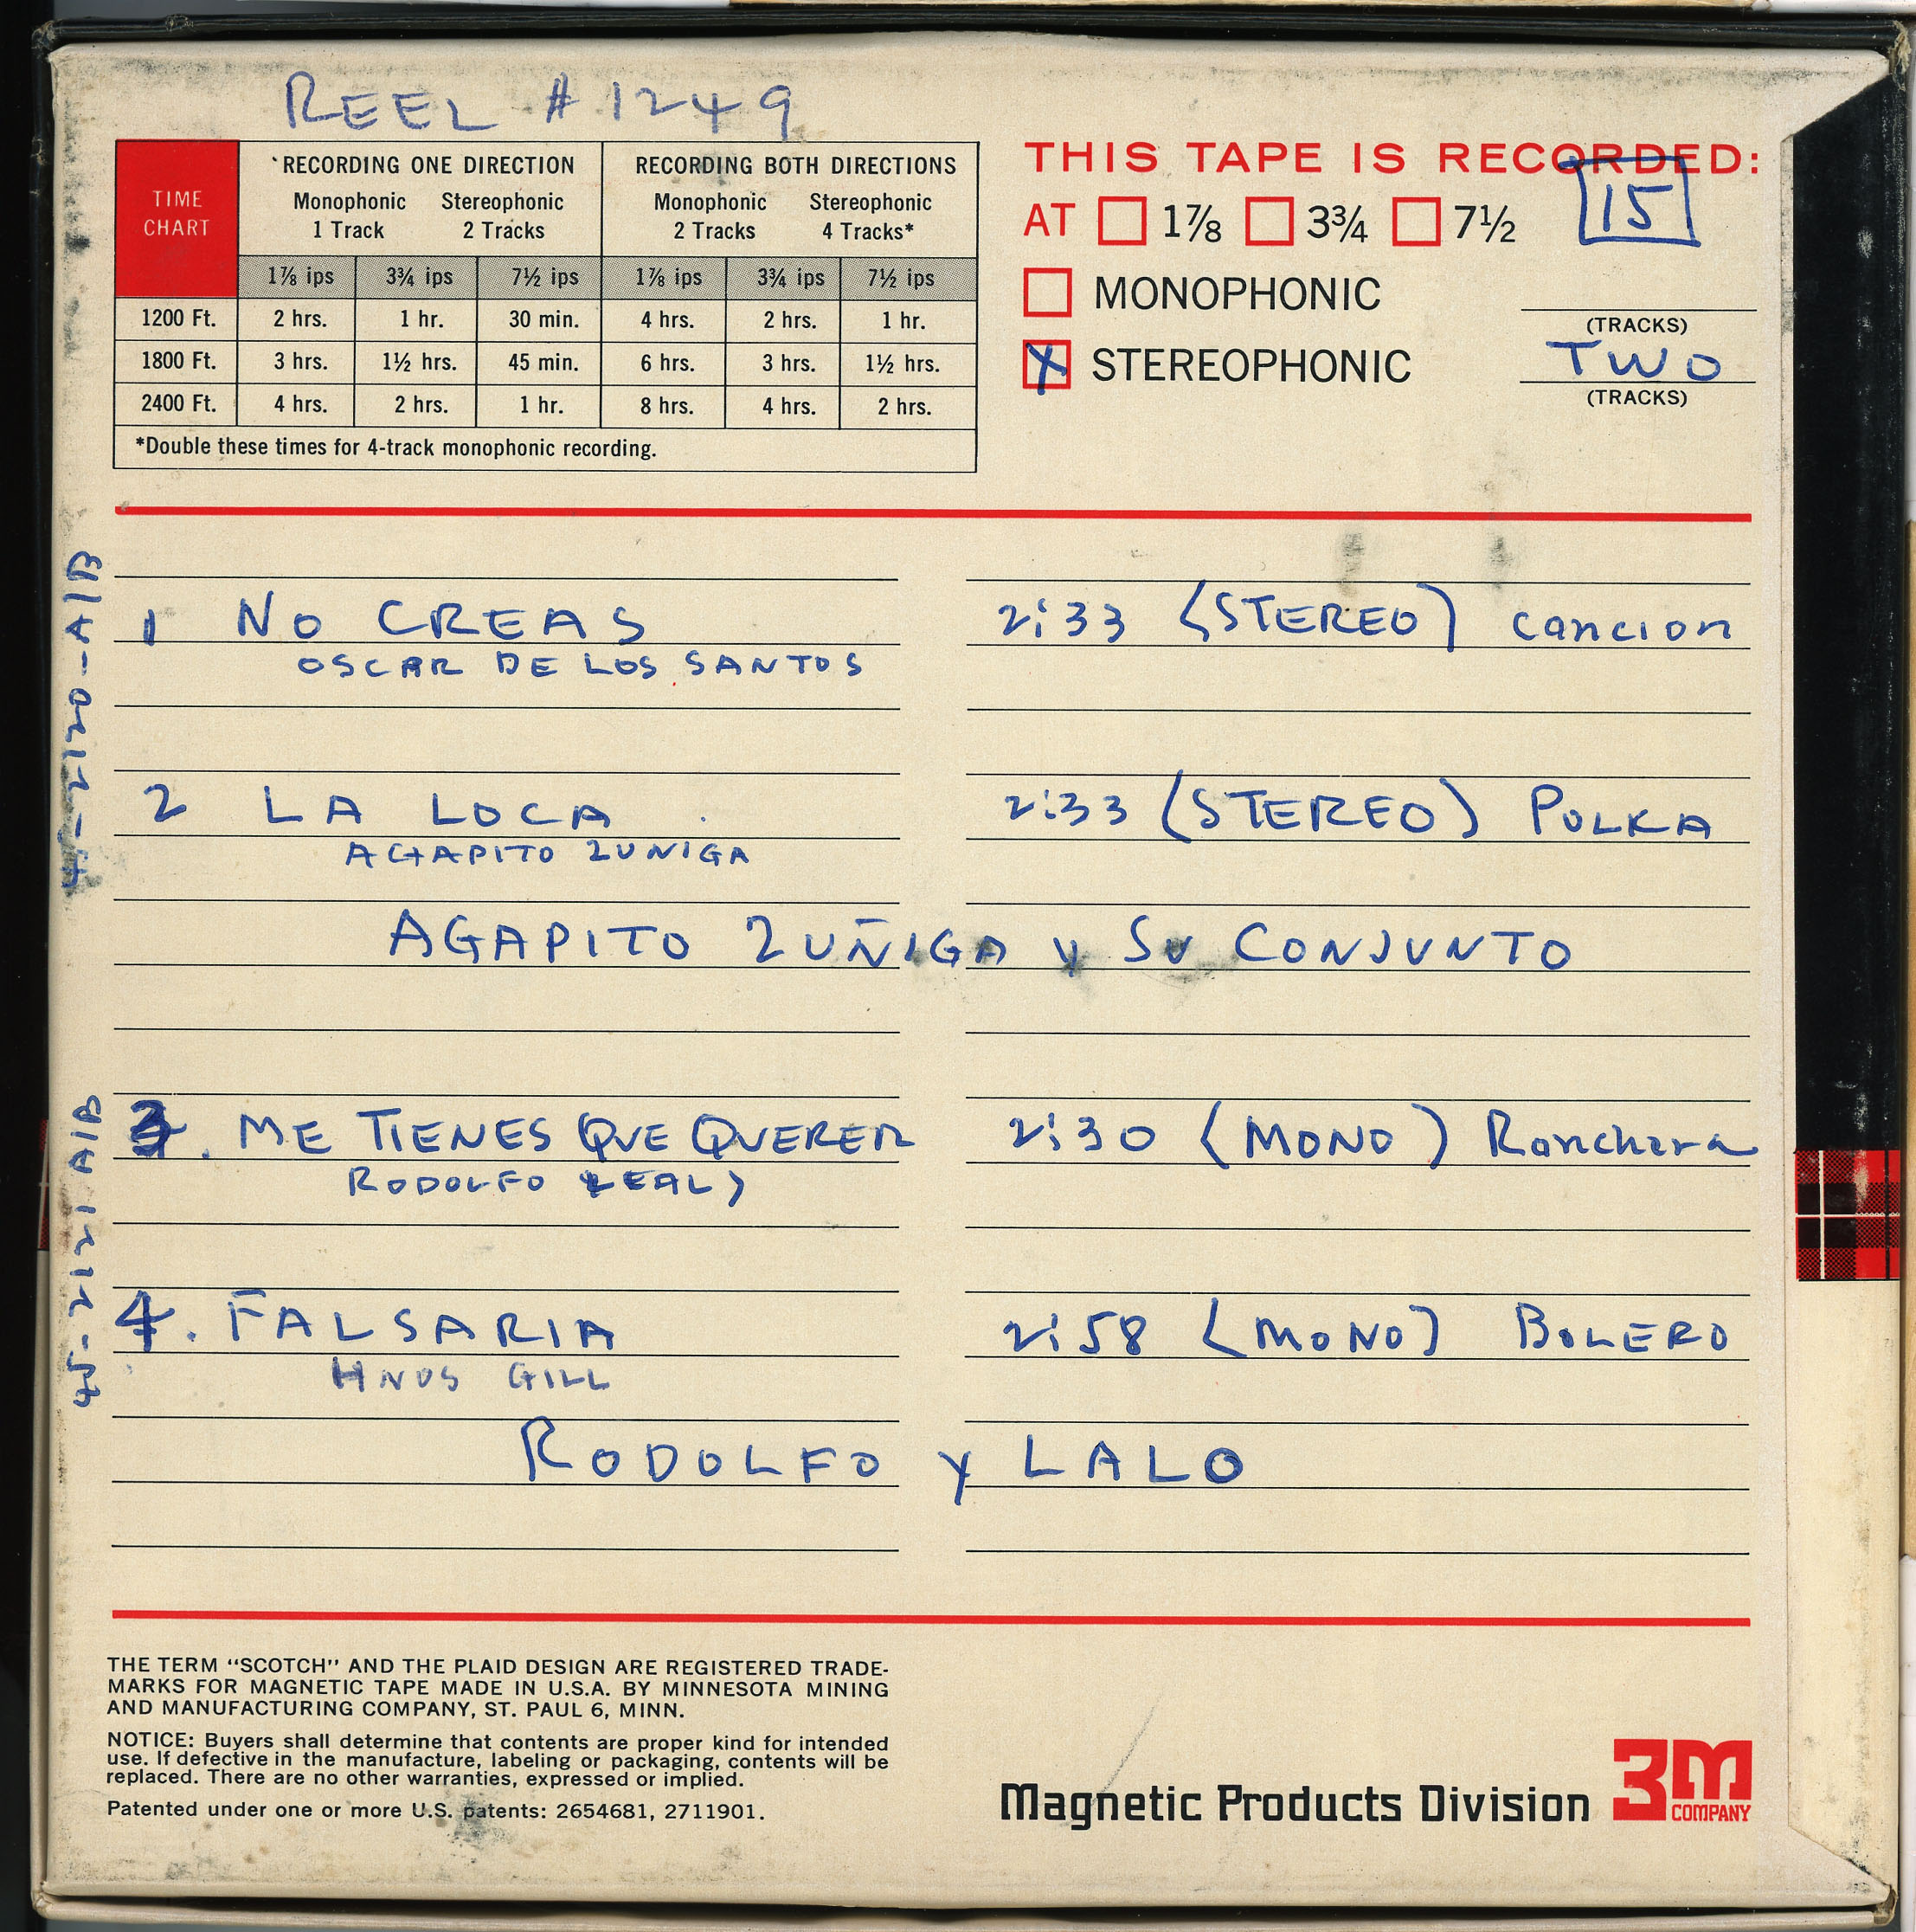 REEL # 1249
TIME CHART
RECORDING ONE DIRECTION RECORDING BOTH DIRECTIONS
Monophonic 1 Track Stereophonic 2 Tracks Monophonic 2 Tracks Stereophonic 4 Tracks*
1⅞ ips 3¾ ips 7½ ips 1⅞ ips 3¾ ips 7½ ips
1200 Ft. 2 hrs. 1 hr. 30 min. 4 hrs. 2 hrs. 1 hr.
1800 Ft. 3 hrs. 1½ hrs. 45 min. 6 hrs. 3 hrs. 1½ hrs.
2400 Ft. 4 hrs. 2 hrs. 1 hr. 8 hrs. 4 hrs. 2 hrs.
*Double these times for 4-track monophonic recording.
THIS TAPE IS RECORDED:
AT 1⅞ 3¾ 7½ 15
MONOPHONIC
(TRACKS)
X STEREOPHONIC TWO
(TRACKS)
45-2120-A/B
1 NO CREAS 2:33 (STEREO) cancion
OSCAR DE LOS SANTOS
2 LA LOCA 2:33 (STEREO) POLKA
AGAPITO ZUNIGA
AGAPITO ZUÑIGA y SU CONJUNTO
45-2121 A/B
3. ME TIENES QUE QUERER 2:30 (MONO) Ranchera
RODOLFO LEAL)
4. FALSARIA 2:58 (MONO) BOLERO
HNOS GILL
RODOLFO y LALO
THE TERM “SCOTCH” AND THE PLAID DESIGN ARE REGISTERED TRADE-
MARKS FOR MAGNETIC TAPE MADE IN U.S.A. BY MINNESOTA MINING
AND MANUFACTURING COMPANY, ST. PAUL 6, MINN.
NOTICE: Buyers shall determine that contents are proper kind for intended
use. If defective in the manufacture, labeling or packaging, contents will be
replaced. There are no other warranties, expressed or implied.
Patented under one or more U.S. patents: 2654681, 2711901.
Magnetic Products Division 3M COMPANY